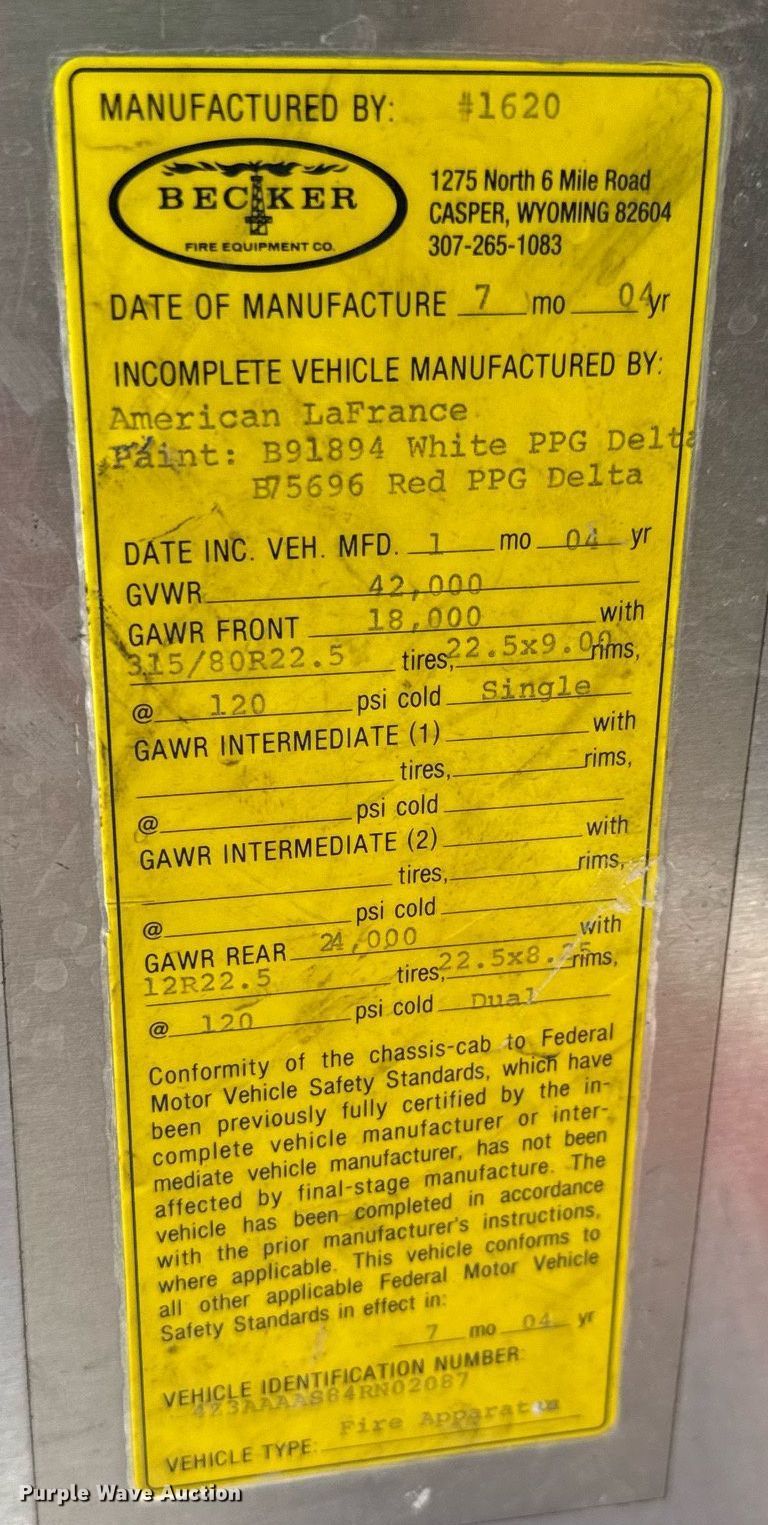 MANUFACTURED BY: #1620
BECKER
FIRE EQUIPMENT CO.
1275 North 6 Mile Road
CASPER, WYOMING 82604
307-265-1083
DATE OF MANUFACTURE 7 mo 04 yr
INCOMPLETE VEHICLE MANUFACTURED BY:
American LaFrance
Paint: B91894 White PPG Delta
B75696 Red PPG Delta
DATE INC. VEH. MFD. 1 mo 04 yr
GVWR 42,000
GAWR FRONT 18,000 with
315/80R22.5 tires, 22.5x9.00 rims,
@ 120 psi cold Single
GAWR INTERMEDIATE (1) with
tires, rims,
@ psi cold
GAWR INTERMEDIATE (2) with
tires, rims,
@ psi cold
GAWR REAR 24,000 with
12R22.5 tires, 22.5x8.25 rims,
@ 120 psi cold Dual
Conformity of the chassis-cab to Federal
Motor Vehicle Safety Standards, which have
been previously fully certified by the in-
complete vehicle manufacturer or inter-
mediate vehicle manufacturer, has not been
affected by final-stage manufacture. The
vehicle has been completed in accordance
with the prior manufacturer's instructions,
where applicable. This vehicle conforms to
all other applicable Federal Motor Vehicle
Safety Standards in effect in:
7 mo 04 yr
VEHICLE IDENTIFICATION NUMBER
4Z3AAAAS84RN02087
Fire Apparatus
VEHICLE TYPE:
Purple Wave Auction